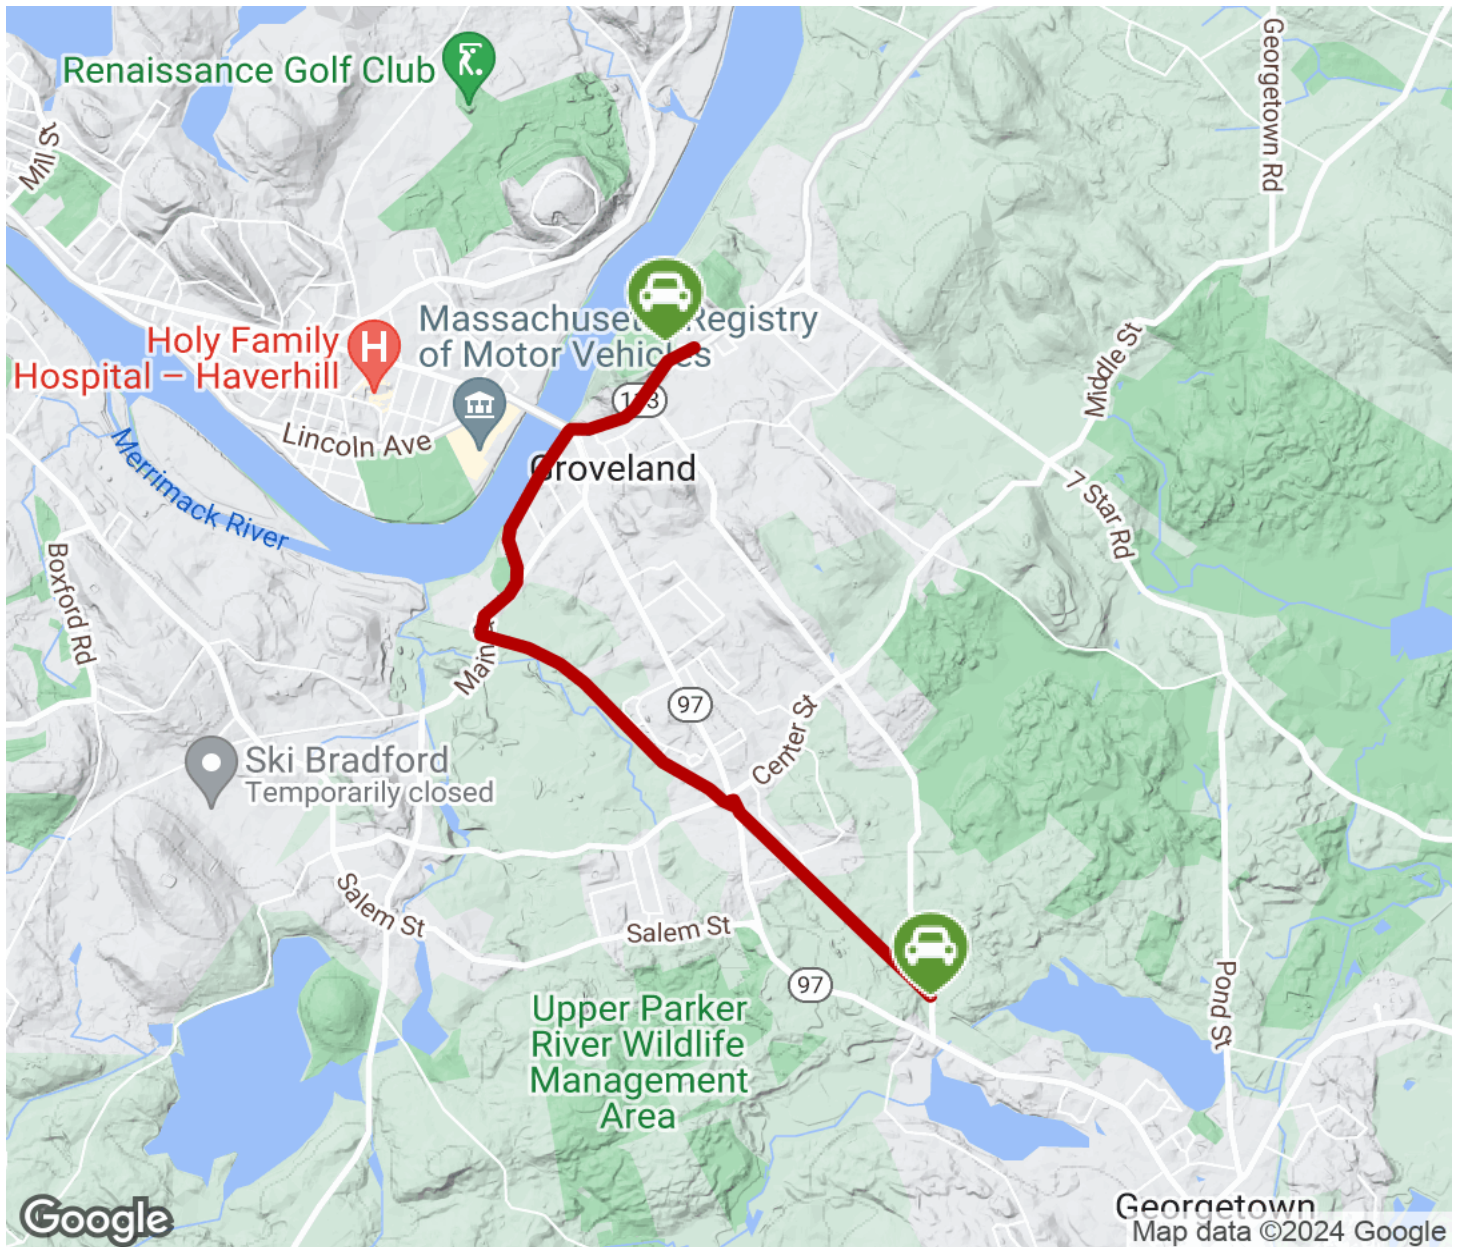 Renaissance Golf Club
Georgetown Rd
Mill St
Massachuset Registry
of Motor Vehicles
Holy Family
Hospital – Haverhill
H
Middle St
113
Lincoln Ave
Groveland
Merrimack River
7 Star Rd
Boxford Rd
Main
97
Center St
Ski Bradford
Temporarily closed
Salem St
Salem St
97
Pond St
Upper Parker
River Wildlife
Management
Area
Georgetown
Google
Map data ©2024 Google